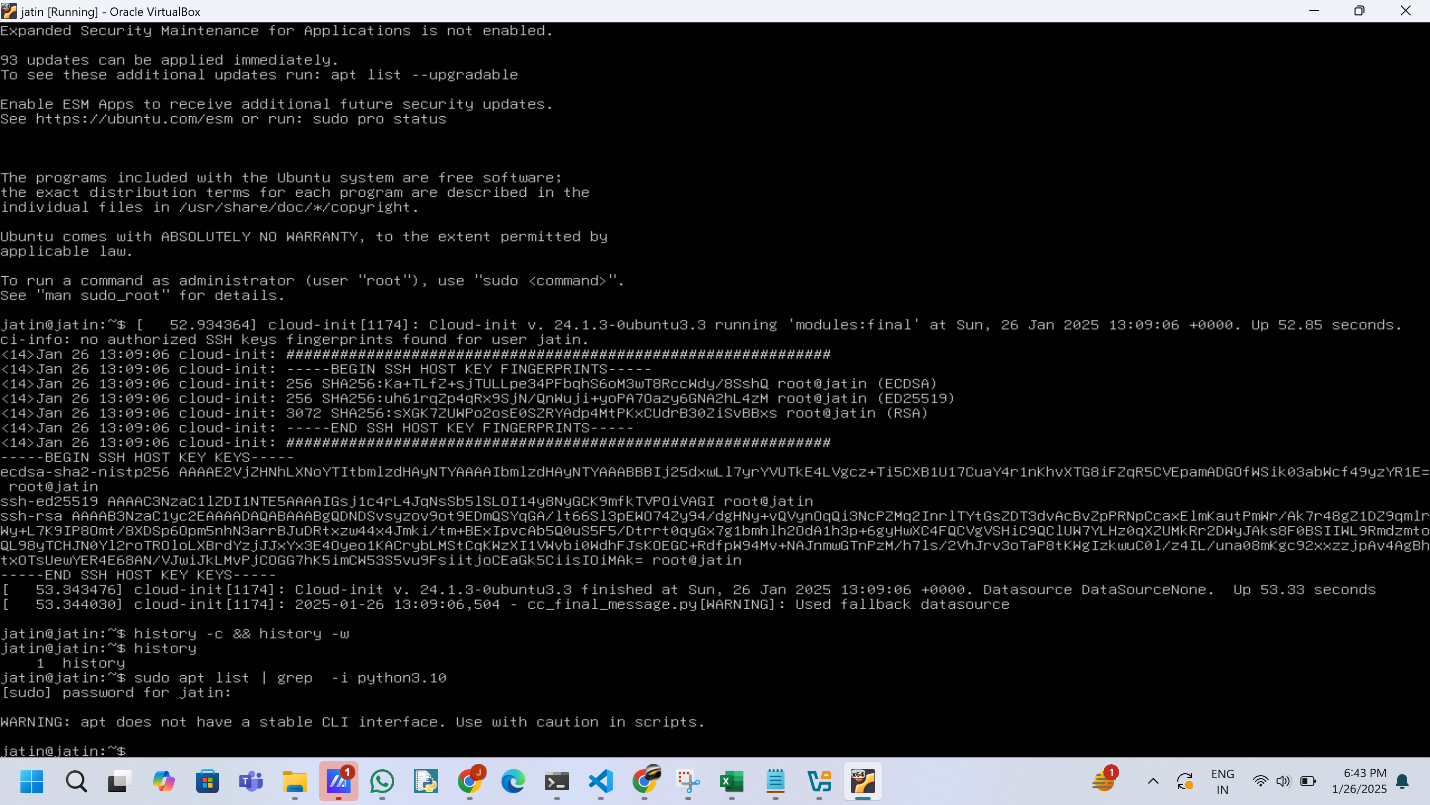 jatin [Running] - Oracle VirtualBox
Expanded Security Maintenance for Applications is not enabled.
93 updates can be applied immediately.
To see these additional updates run: apt list --upgradable
Enable ESM Apps to receive additional future security updates.
See https://ubuntu.com/esm or run: sudo pro status
The programs included with the Ubuntu system are free software;
the exact distribution terms for each program are described in the
individual files in /usr/share/doc/*/copyright.
Ubuntu comes with ABSOLUTELY NO WARRANTY, to the extent permitted by
applicable law.
To run a command as administrator (user "root"), use "sudo <command>".
See "man sudo_root" for details.
jatin@jatin:~$ [   52.934364] cloud-init[1174]: Cloud-init v. 24.1.3-0ubuntu3.3 running 'modules:final' at Sun, 26 Jan 2025 13:09:06 +0000. Up 52.85 seconds.
ci-info: no authorized SSH keys fingerprints found for user jatin.
<14>Jan 26 13:09:06 cloud-init: #############################################################
<14>Jan 26 13:09:06 cloud-init: -----BEGIN SSH HOST KEY FINGERPRINTS-----
<14>Jan 26 13:09:06 cloud-init: 256 SHA256:Ka+TLfZ+sjTULLpe34PFbqhS6oM3wT8RccWdy/8SshQ root@jatin (ECDSA)
<14>Jan 26 13:09:06 cloud-init: 256 SHA256:uh61rqZp4qRx9SjN/QnWuji+yoPA7Oazy6GNA2hL4zM root@jatin (ED25519)
<14>Jan 26 13:09:06 cloud-init: 3072 SHA256:sXGK7ZUWPo2osE0SZRYAdp4MtPKxCUdrB30ZiSvBBxs root@jatin (RSA)
<14>Jan 26 13:09:06 cloud-init: -----END SSH HOST KEY FINGERPRINTS-----
<14>Jan 26 13:09:06 cloud-init: #############################################################
-----BEGIN SSH HOST KEY KEYS-----
ecdsa-sha2-nistp256
root@jatin
ssh-ed25519 AAAAC3NzaC1lZDI1NTE5AAAAIGsj1c4rL4JqNsSb5lSLOI14y8NyGCK9mfkTVPOiVAGI root@jatin
ssh-rsa
root@jatin
-----END SSH HOST KEY KEYS-----
[   53.343476] cloud-init[1174]: Cloud-init v. 24.1.3-0ubuntu3.3 finished at Sun, 26 Jan 2025 13:09:06 +0000. Datasource DataSourceNone.  Up 53.33 seconds
[   53.344030] cloud-init[1174]: 2025-01-26 13:09:06,504 - cc_final_message.py[WARNING]: Used fallback datasource
jatin@jatin:~$ history -c && history -w
jatin@jatin:~$ history
1  history
jatin@jatin:~$ sudo apt list | grep  -i python3.10
[sudo] password for jatin:
WARNING: apt does not have a stable CLI interface. Use with caution in scripts.
jatin@jatin:~$
1
J
X64
1
ENG
IN
6:43 PM
1/26/2025